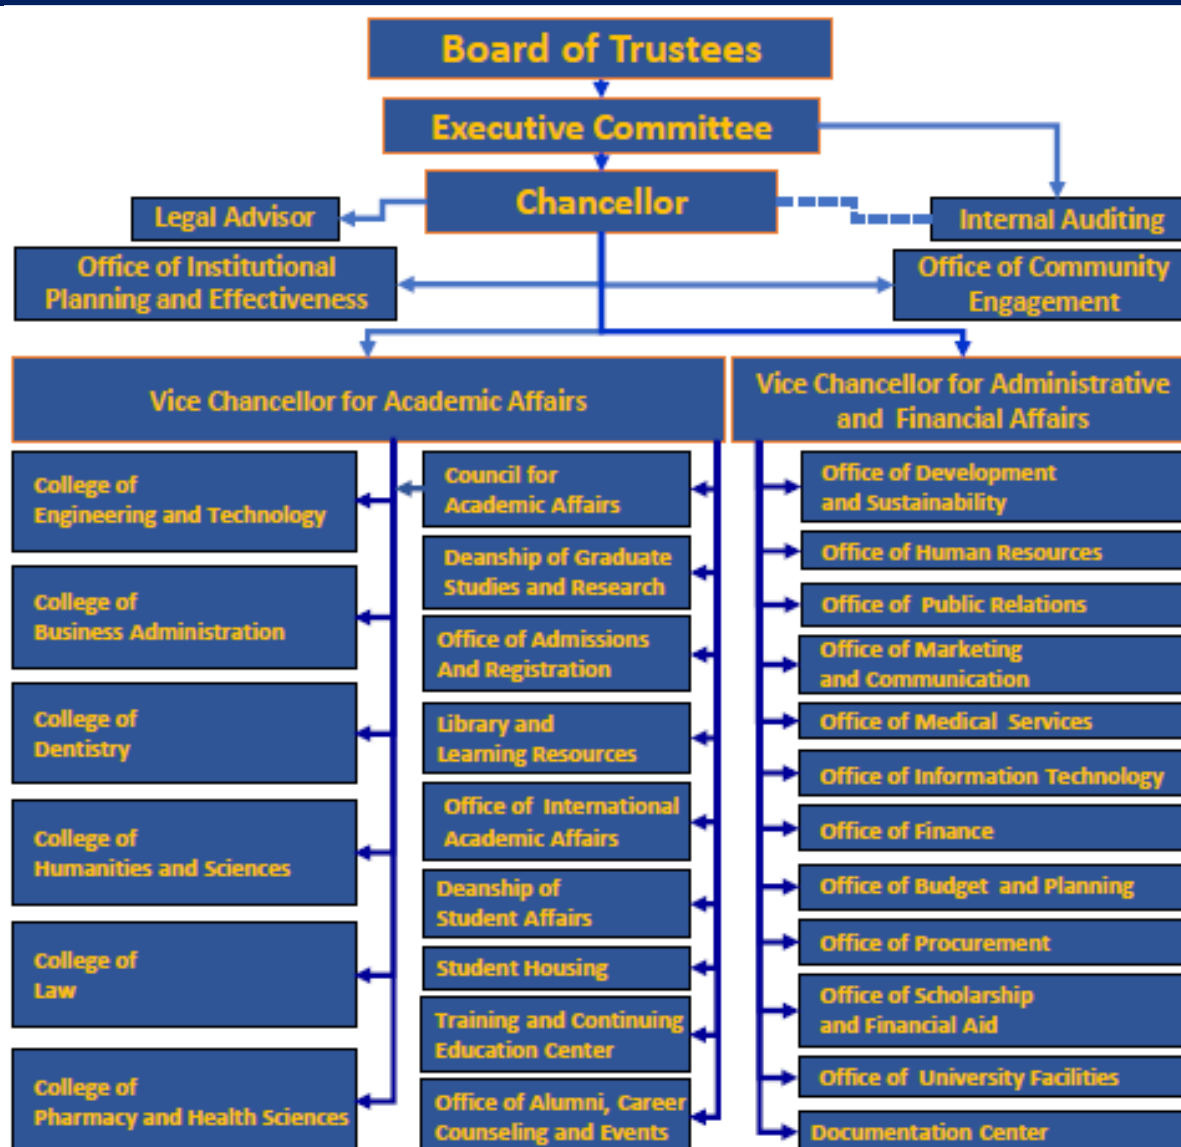 Board of Trustees
Executive Committee
Chancellor
Legal Advisor
Internal Auditing
Office of Institutional
Planning and Effectiveness
Office of Community
Engagement
Vice Chancellor for Academic Affairs
Vice Chancellor for Administrative
and Financial Affairs
College of
Engineering and Technology
College of
Business Administration
College of
Dentistry
College of
Humanities and Sciences
College of
Law
College of
Pharmacy and Health Sciences
Council for
Academic Affairs
Deanship of Graduate
Studies and Research
Office of Admissions
And Registration
Library and
Learning Resources
Office of International
Academic Affairs
Deanship of
Student Affairs
Student Housing
Training and Continuing
Education Center
Office of Alumni, Career
Counseling and Events
Office of Development
and Sustainability
Office of Human Resources
Office of Public Relations
Office of Marketing
and Communication
Office of Medical Services
Office of Information Technology
Office of Finance
Office of Budget and Planning
Office of Procurement
Office of Scholarship
and Financial Aid
Office of University Facilities
Documentation Center